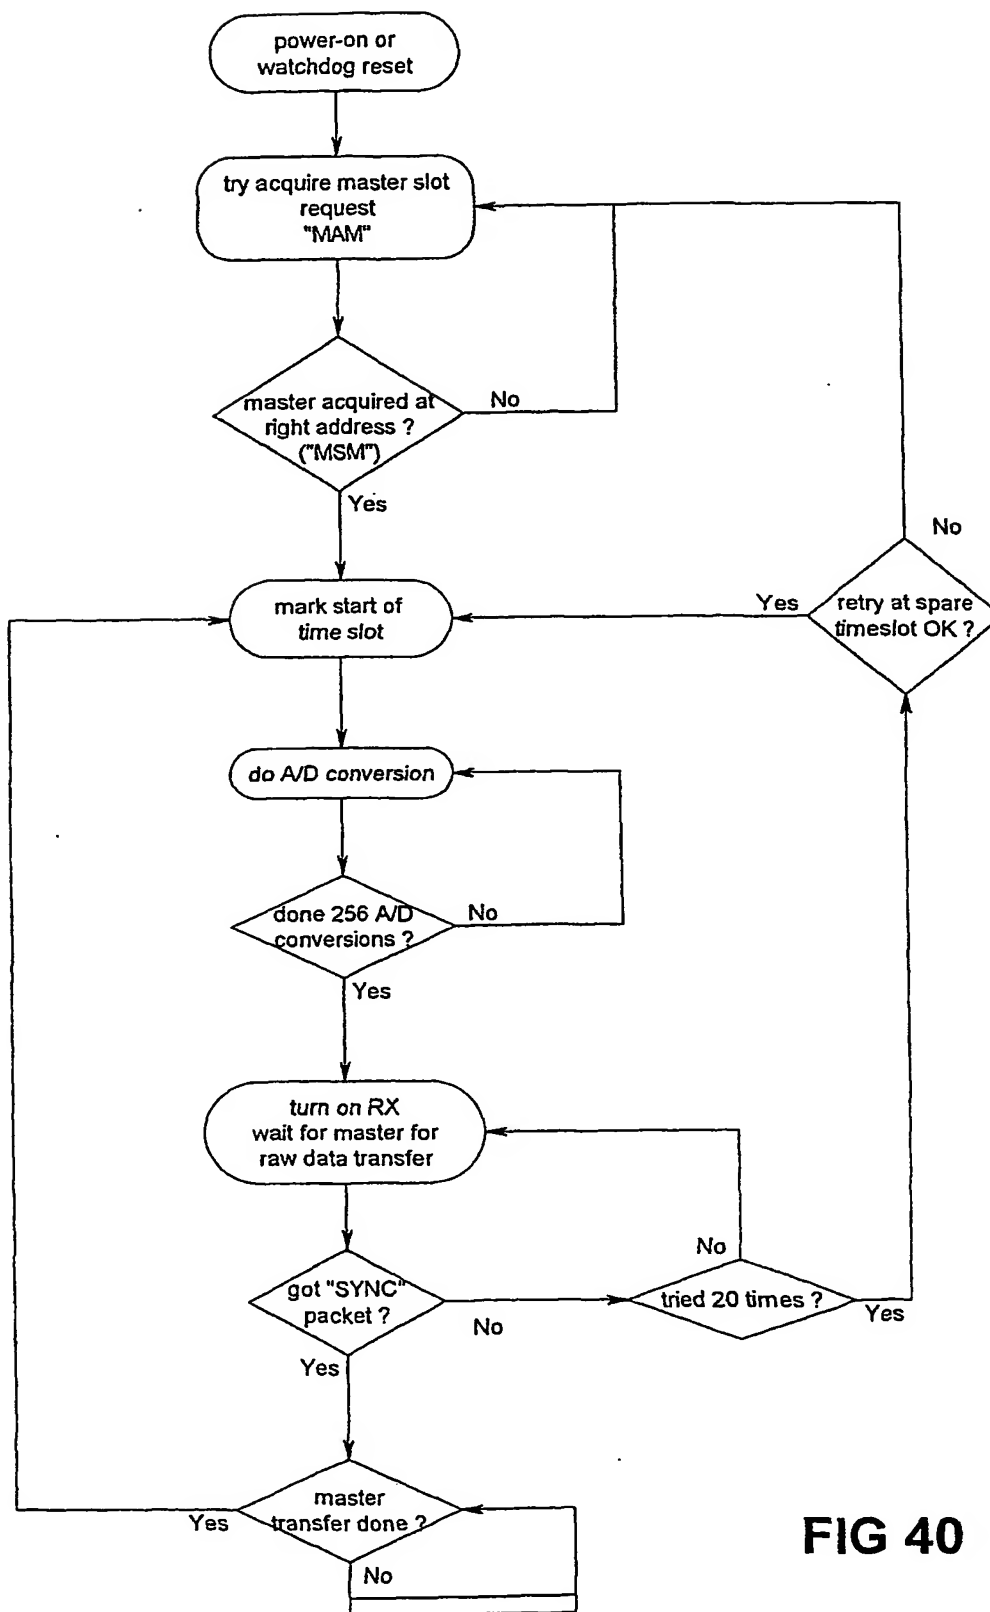 power-on or
watchdog reset
try acquire master slot
request
"MAM"
master acquired at
right address ?
("MSM")
No
Yes
No
mark start of
time slot
Yes
retry at spare
timeslot OK ?
do A/D conversion
done 256 A/D
conversions ?
No
Yes
turn on RX
wait for master for
raw data transfer
No
got "SYNC"
packet ?
No
tried 20 times ?
Yes
Yes
master
transfer done ?
Yes
No
FIG 40